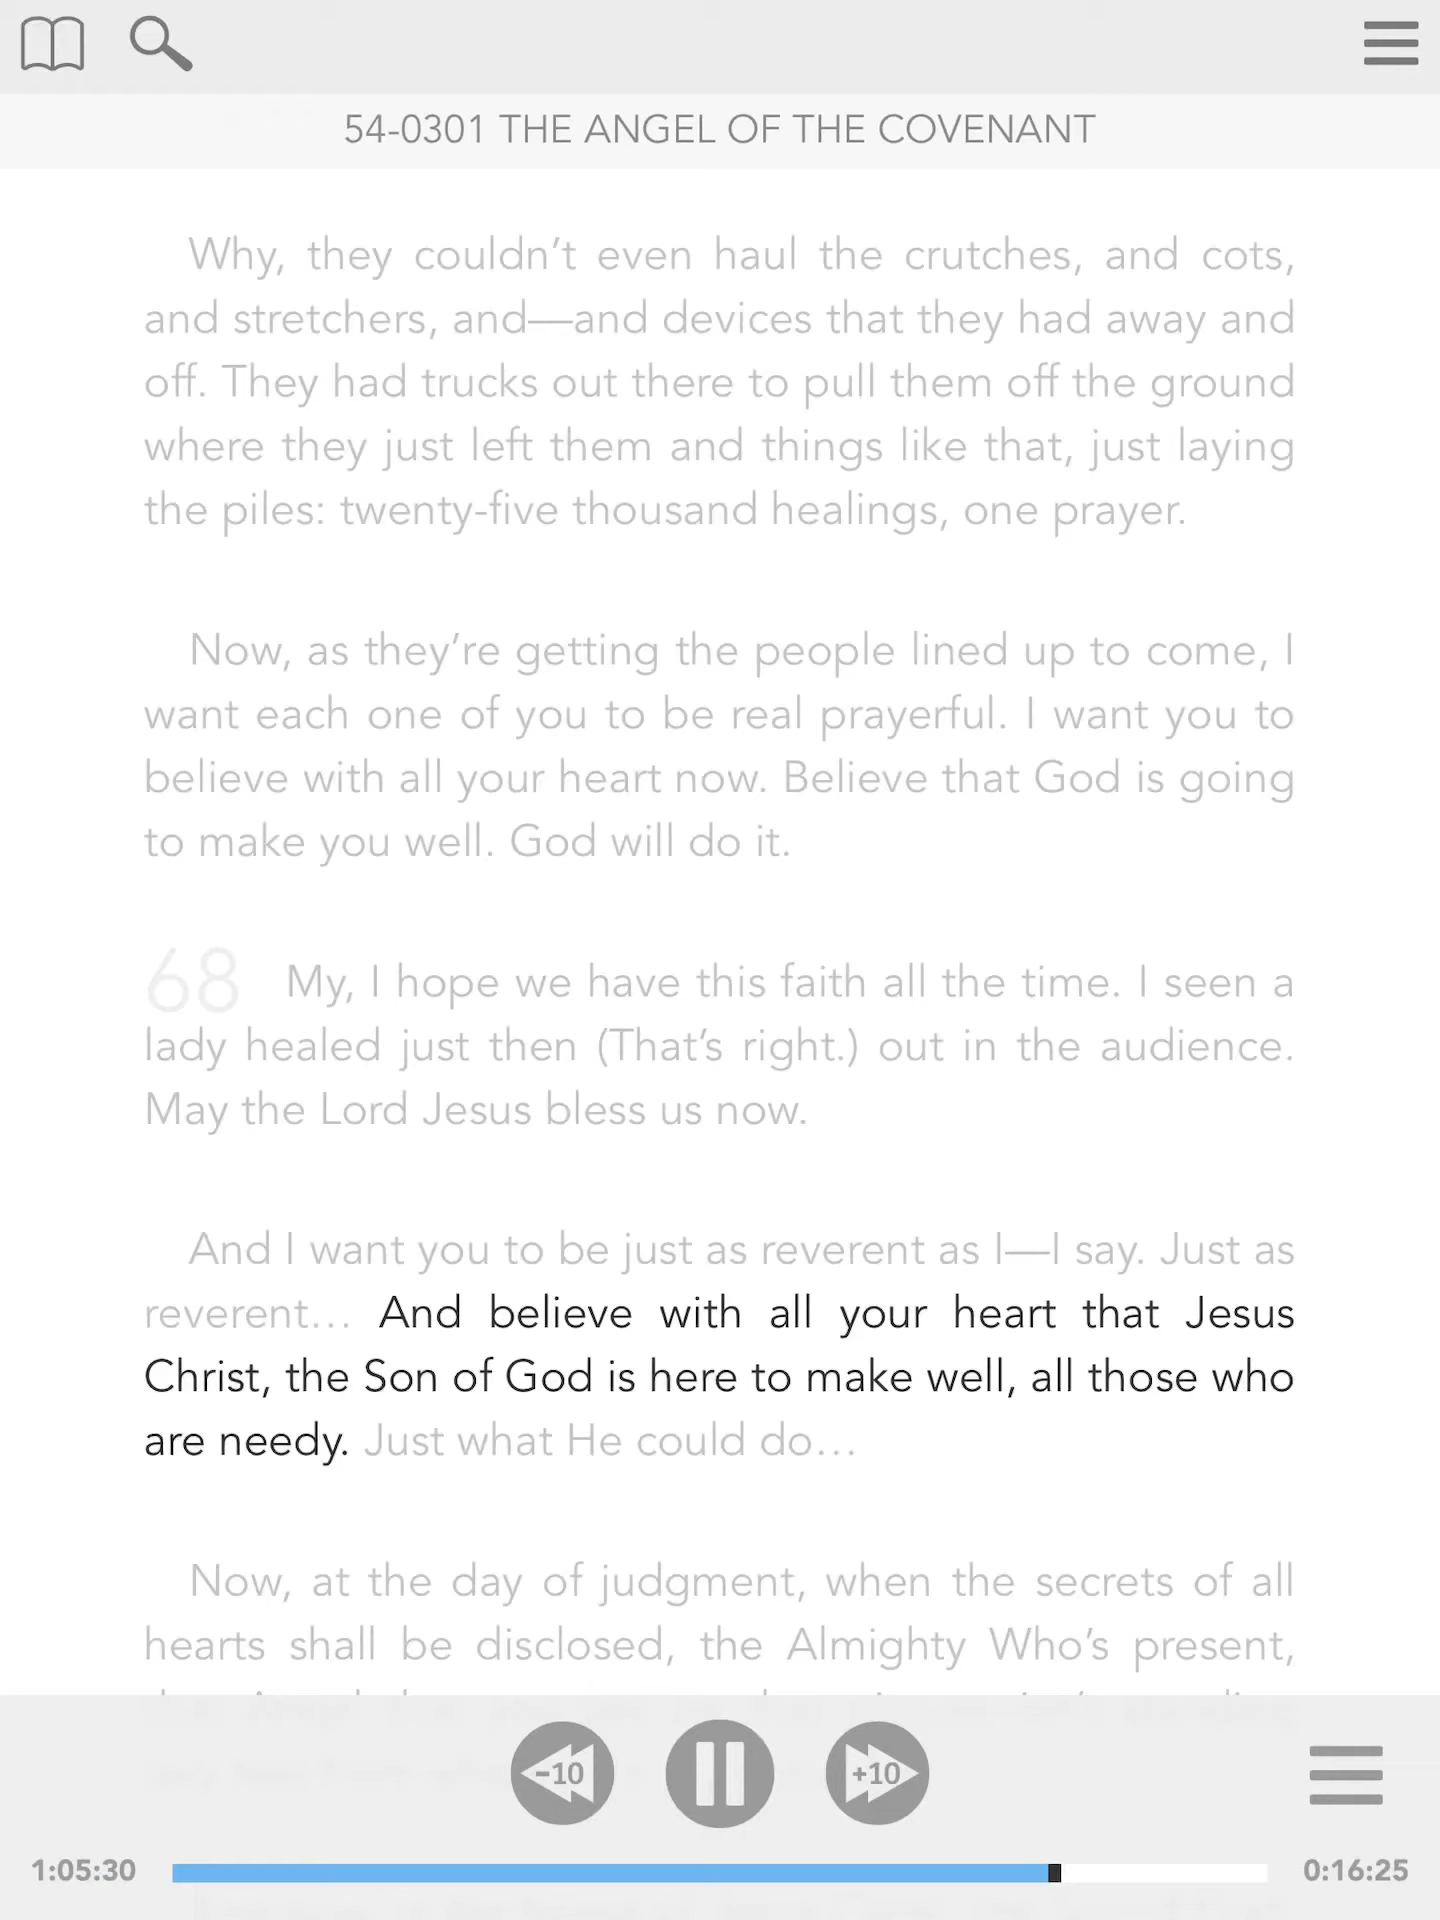 54-0301 THE ANGEL OF THE COVENANT
Why, they couldn’t even haul the crutches, and cots,
and stretchers, and—and devices that they had away and
off. They had trucks out there to pull them off the ground
where they just left them and things like that, just laying
the piles: twenty-five thousand healings, one prayer.
Now, as they’re getting the people lined up to come, I
want each one of you to be real prayerful. I want you to
believe with all your heart now. Believe that God is going
to make you well. God will do it.
68 My, I hope we have this faith all the time. I seen a
lady healed just then (That’s right.) out in the audience.
May the Lord Jesus bless us now.
And I want you to be just as reverent as I—I say. Just as
reverent… And believe with all your heart that Jesus
Christ, the Son of God is here to make well, all those who
are needy. Just what He could do…
Now, at the day of judgment, when the secrets of all
hearts shall be disclosed, the Almighty Who’s present,
-10 +10
1:05:30 0:16:25